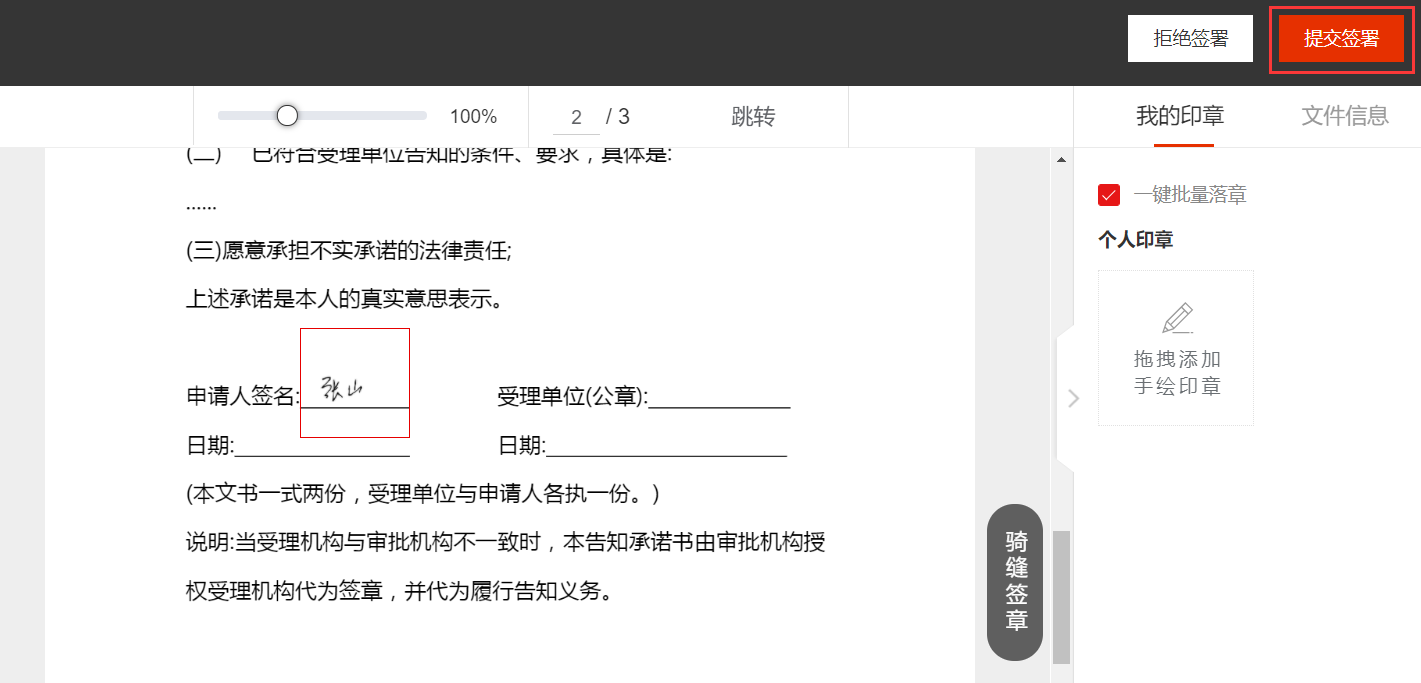 拒绝签署
提交签署
100%
2 / 3
跳转
我的印章
文件信息
(二) 已符合受理单位告知的条件、要求，具体是:
......
(三)愿意承担不实承诺的法律责任;
上述承诺是本人的真实意思表示。
申请人签名:张山 受理单位(公章):
日期: 日期:
(本文书一式两份，受理单位与申请人各执一份。)
说明:当受理机构与审批机构不一致时，本告知承诺书由审批机构授
权受理机构代为签章，并代为履行告知义务。
骑缝签章
一键批量落章
个人印章
拖拽添加
手绘印章